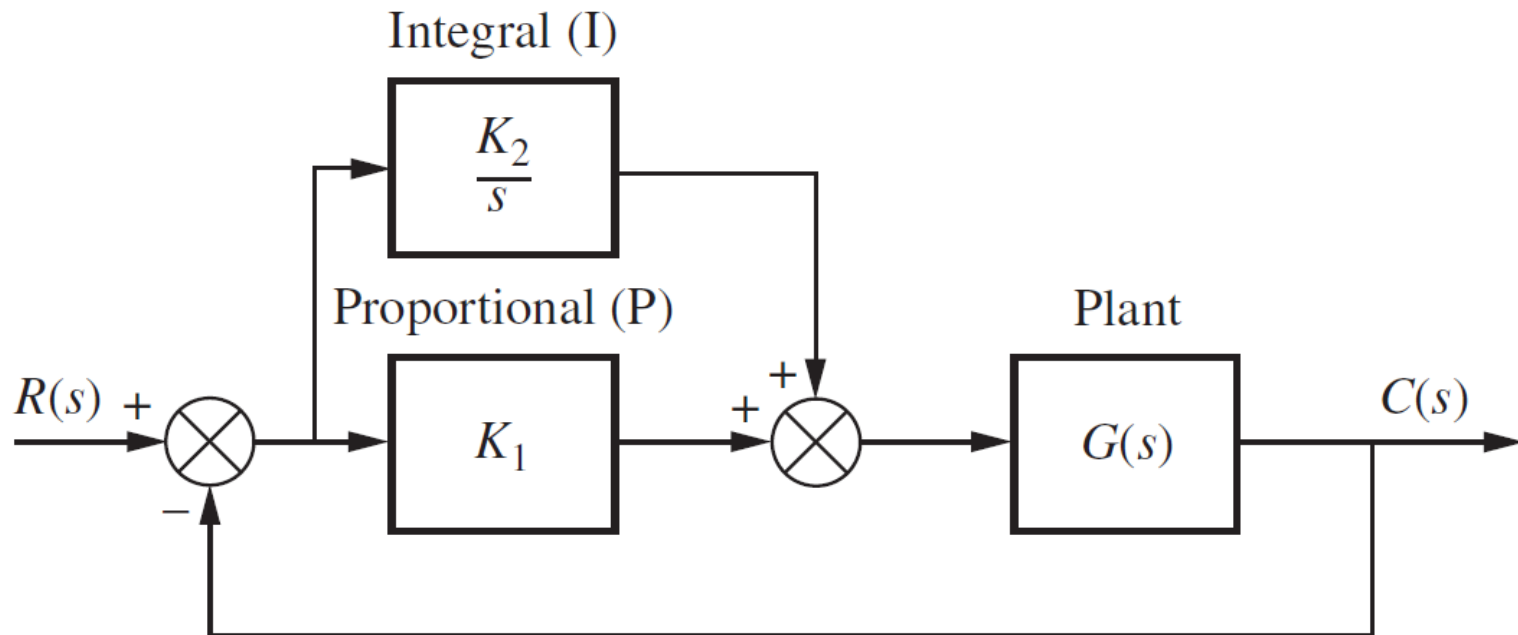 Integral (I)
K₂
s
Proportional (P)
Plant
R(s) +
+
+
C(s)
K₁
G(s)
−